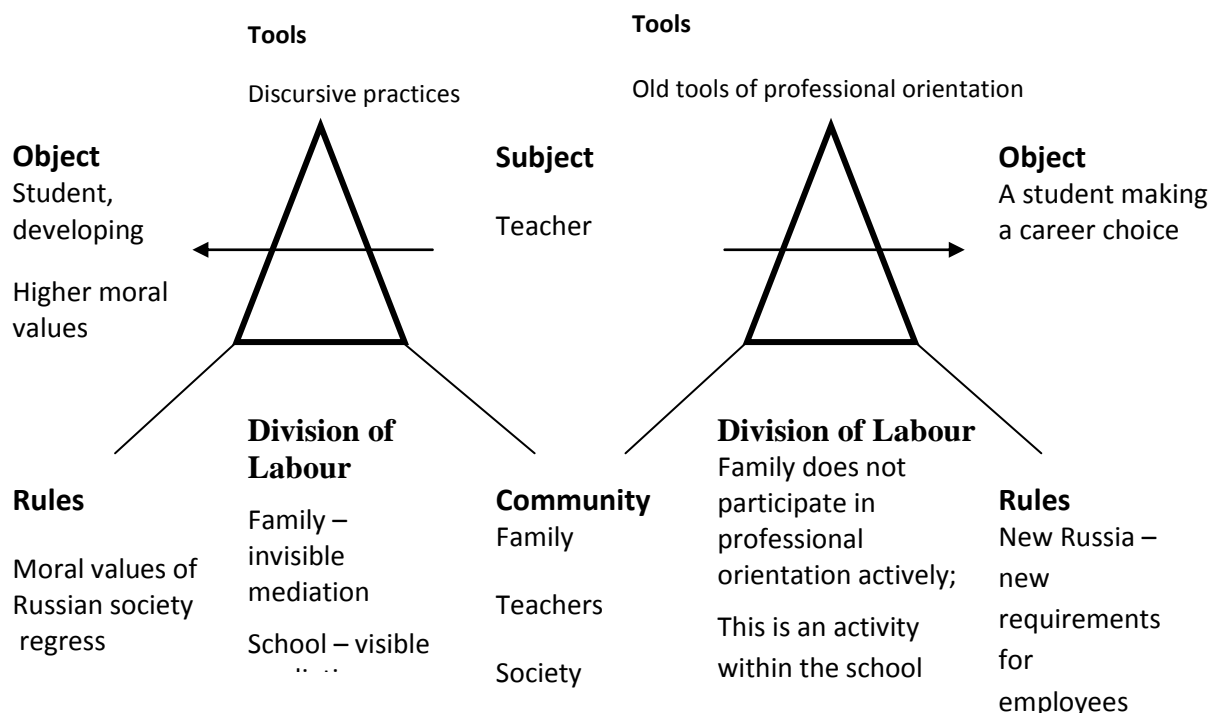 Tools
Discursive practices
Tools
Old tools of professional orientation
Object
Student,
developing
Higher moral
values
Subject
Teacher
Object
A student making
a career choice
Rules
Moral values of
Russian society
regress
Division of
Labour
Family –
invisible
mediation
School – visible
Community
Family
Teachers
Society
Division of Labour
Family does not
participate in
professional
orientation actively;
This is an activity
within the school
Rules
New Russia –
new
requirements
for
employees